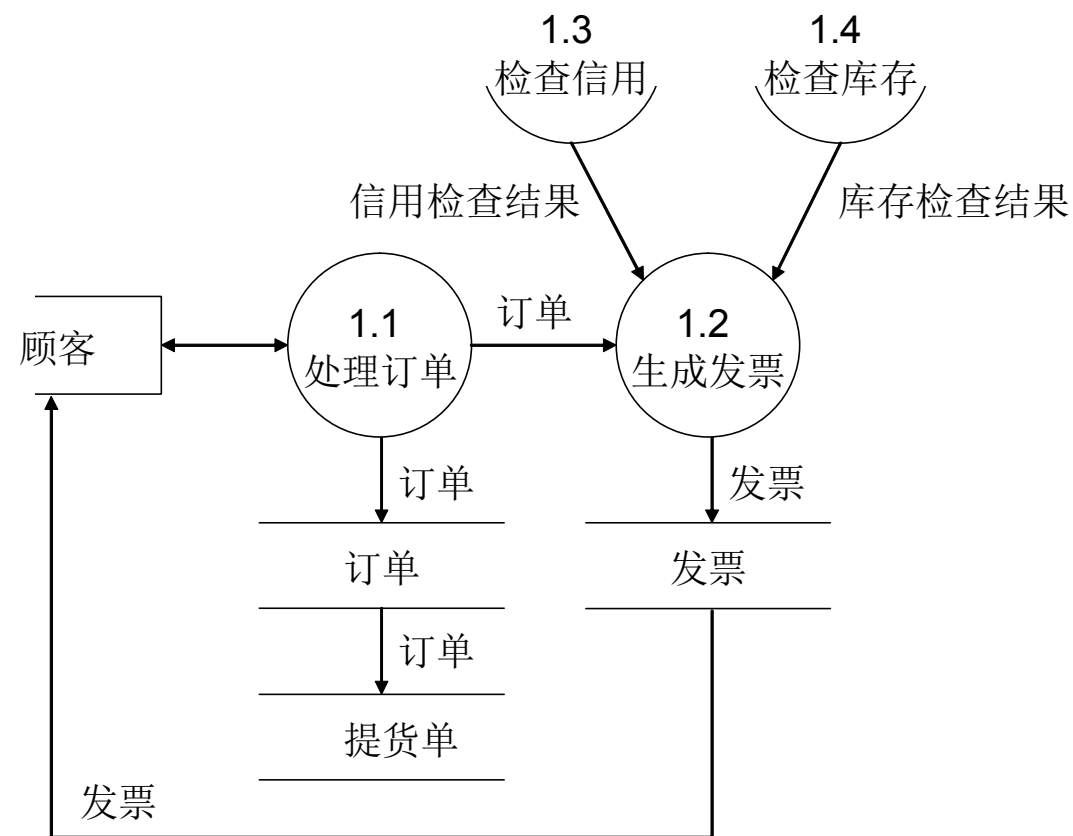 1.3
检查信用
1.4
检查库存
信用检查结果
库存检查结果
顾客
1.1
处理订单
订单
1.2
生成发票
订单
发票
订单
发票
订单
提货单
发票